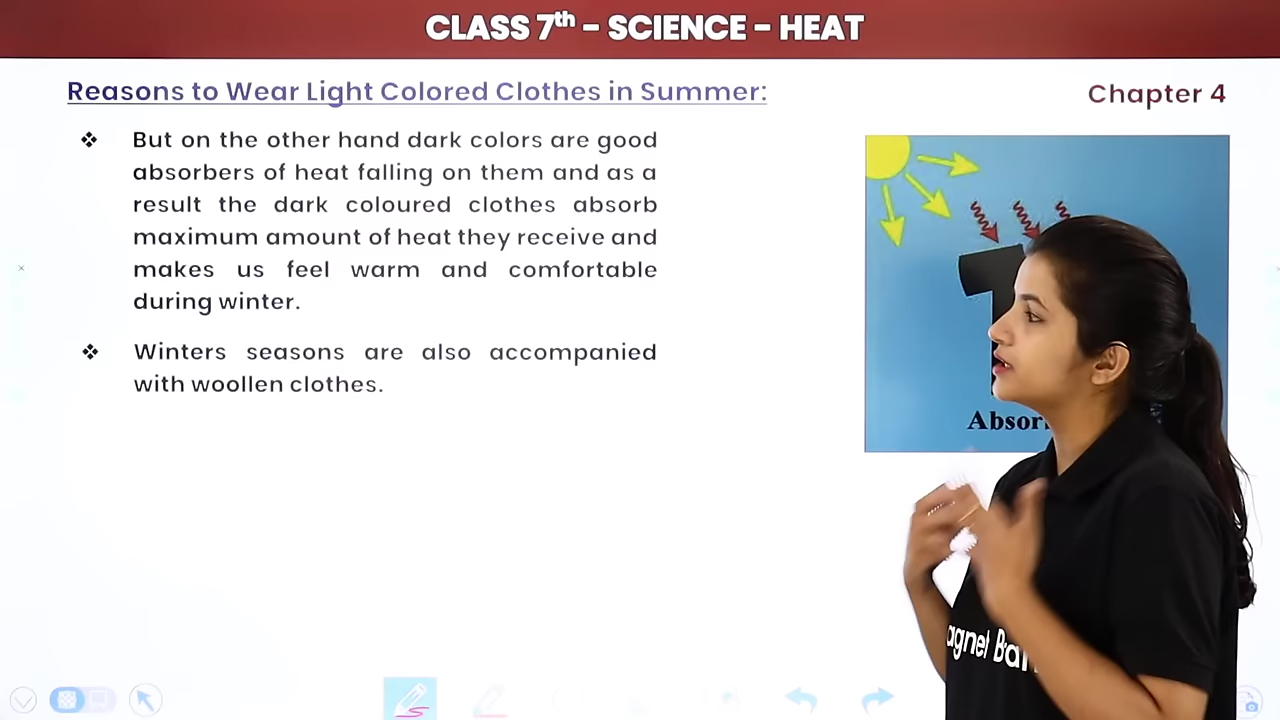 CLASS 7th - SCIENCE - HEAT
Reasons to Wear Light Colored Clothes in Summer:
Chapter 4
❖ But on the other hand dark colors are good
absorbers of heat falling on them and as a
result the dark coloured clothes absorb
maximum amount of heat they receive and
makes us feel warm and comfortable
during winter.
❖ Winters seasons are also accompanied
with woollen clothes.